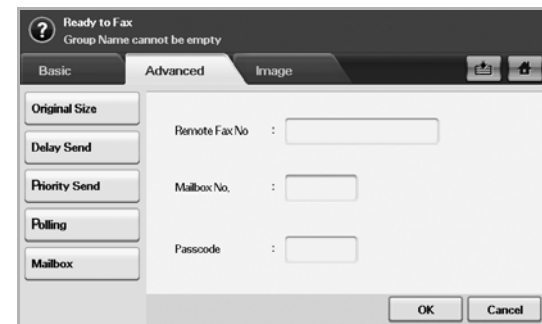 ?
Ready to Fax
Group Name cannot be empty
Basic
Advanced
Image
Original Size
Delay Send
Priority Send
Polling
Mailbox
Remote Fax No :
Mailbox No. :
Passcode :
OK
Cancel